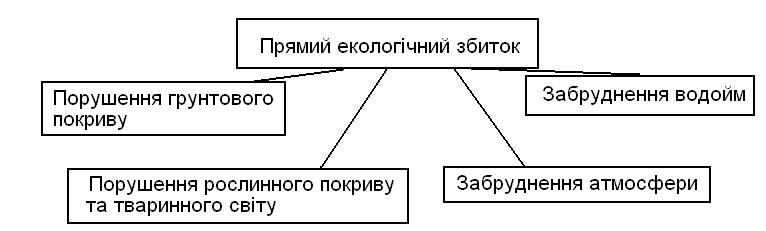 Прямий екологічний збиток
Порушення грунтового
покриву
Забруднення водойм
Порушення рослинного покриву
та тваринного світу
Забруднення атмосфери